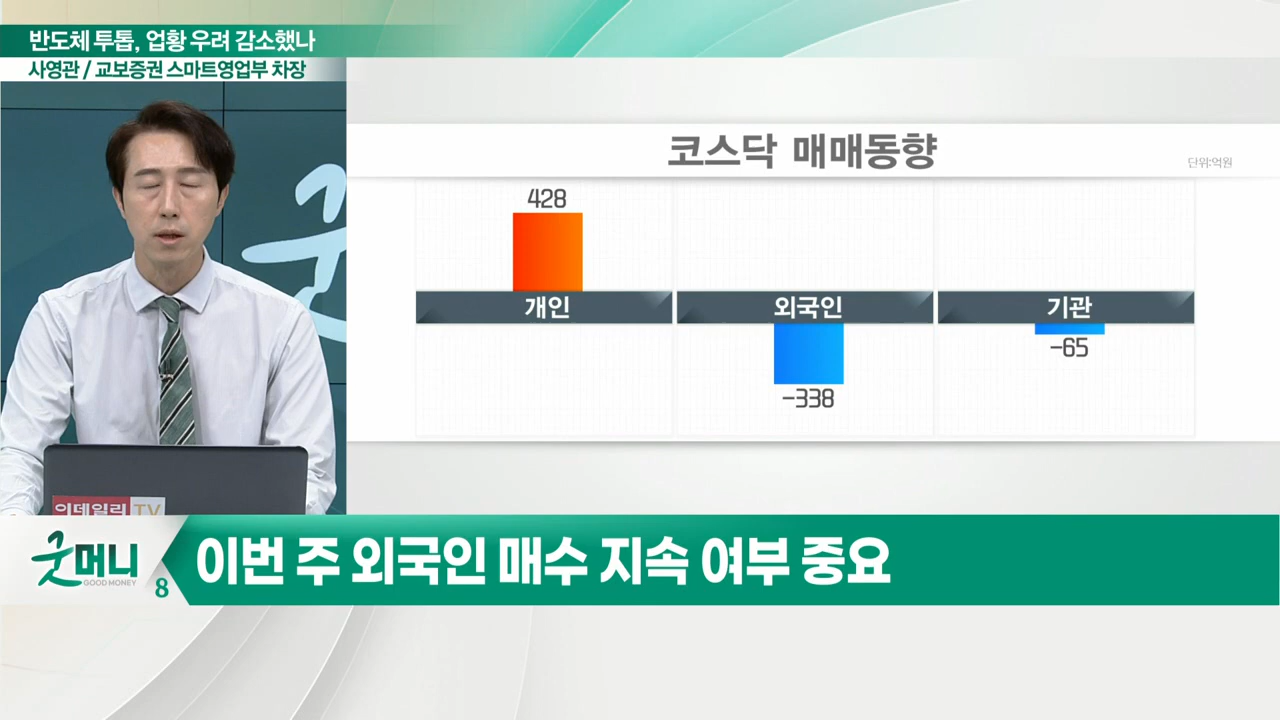 반도체 투톱, 업황 우려 감소했나
사영관 / 교보증권 스마트영업부 차장
코스닥 매매동향
단위:억원
428
개인
외국인
기관
-338
-65
이데일리 TV
굿머니
GOOD MONEY
8
이번 주 외국인 매수 지속 여부 중요